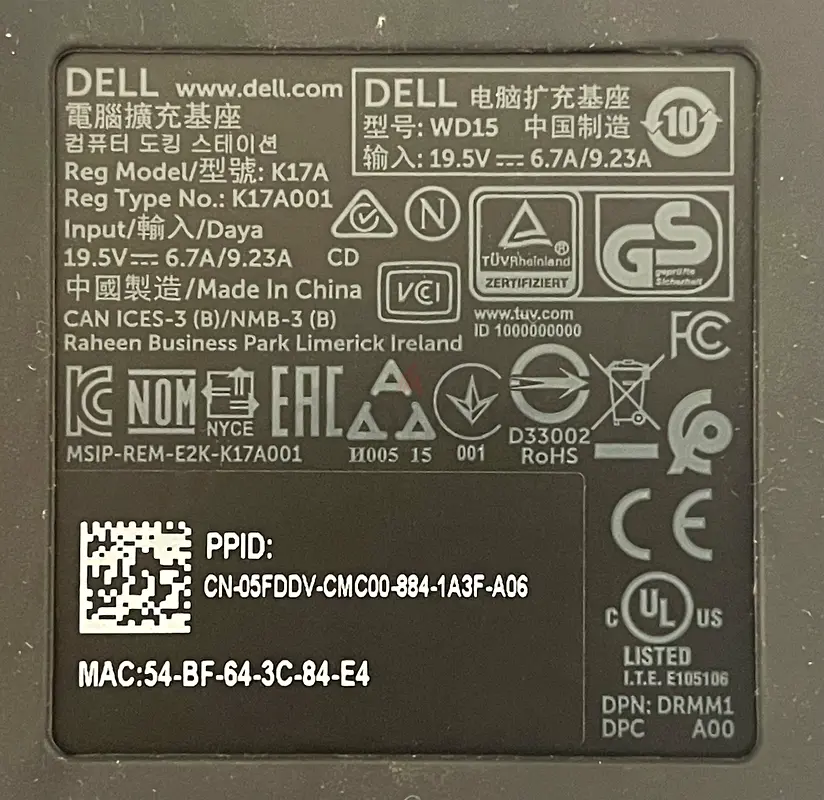 DELL www.dell.com
電腦擴充基座
컴퓨터 도킹 스테이션
Reg Model/型號: K17A
Reg Type No.: K17A001
Input/輸入/Daya
19.5V⎓ 6.7A/9.23A CD
中國製造/Made In China
CAN ICES-3 (B)/NMB-3 (B)
Raheen Business Park Limerick Ireland
DELL 电脑扩充基座
型号: WD15 中国制造
输入: 19.5V⎓ 6.7A/9.23A
10
N
VCI
TÜVRheinland
ZERTIFIZIERT
GS
geprüfte
Sicherheit
www.tuv.com
ID 1000000000
FC
KC NOM NYCE EAC
MSIP-REM-E2K-K17A001
И005 15
001
D33002
RoHS
CE
PPID:
CN-05FDDV-CMC00-884-1A3F-A06
MAC:54-BF-64-3C-84-E4
C UL US
LISTED
I.T.E. E105106
DPN: DRMM1
DPC A00